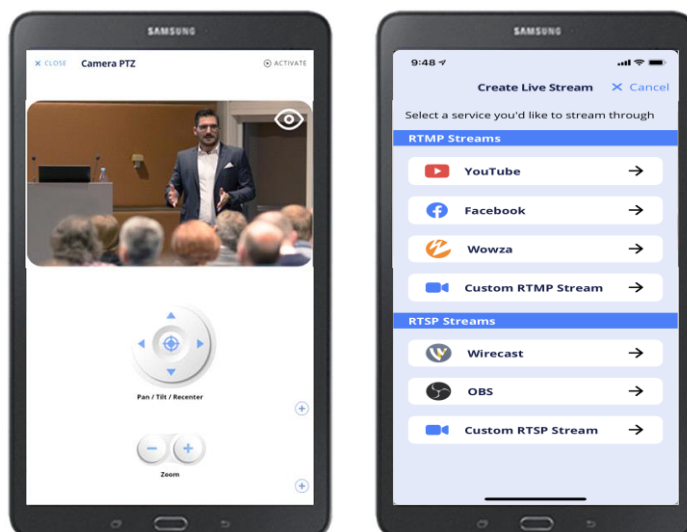 SAMSUNG
× CLOSE Camera PTZ ACTIVATE
Pan / Tilt / Recenter
Zoom
SAMSUNG
9:48
Create Live Stream × Cancel
Select a service you'd like to stream through
RTMP Streams
YouTube
Facebook
Wowza
Custom RTMP Stream
RTSP Streams
Wirecast
OBS
Custom RTSP Stream